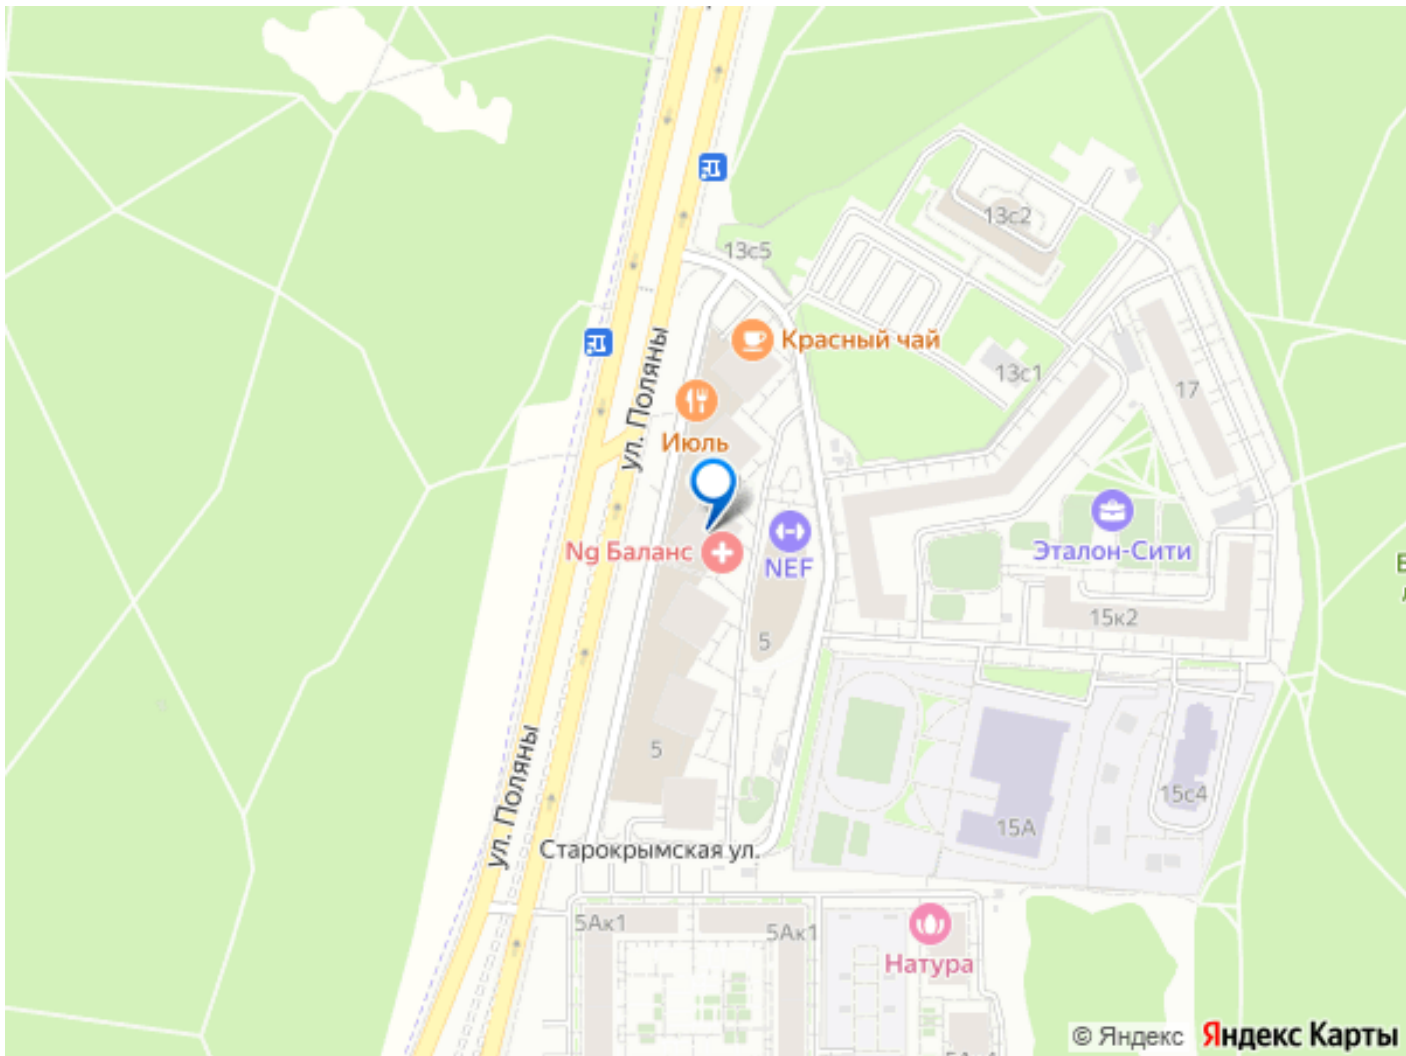 13с2
13с5
Красный чай
ул. Поляны
13с1
17
Июль
Эталон-Сити
Ng Баланс
NEF
15к2
5
ул. Поляны
5
15с4
15А
Старокрымская ул.
5Ак1
5Ак1
Натура
© Яндекс Яндекс Карты